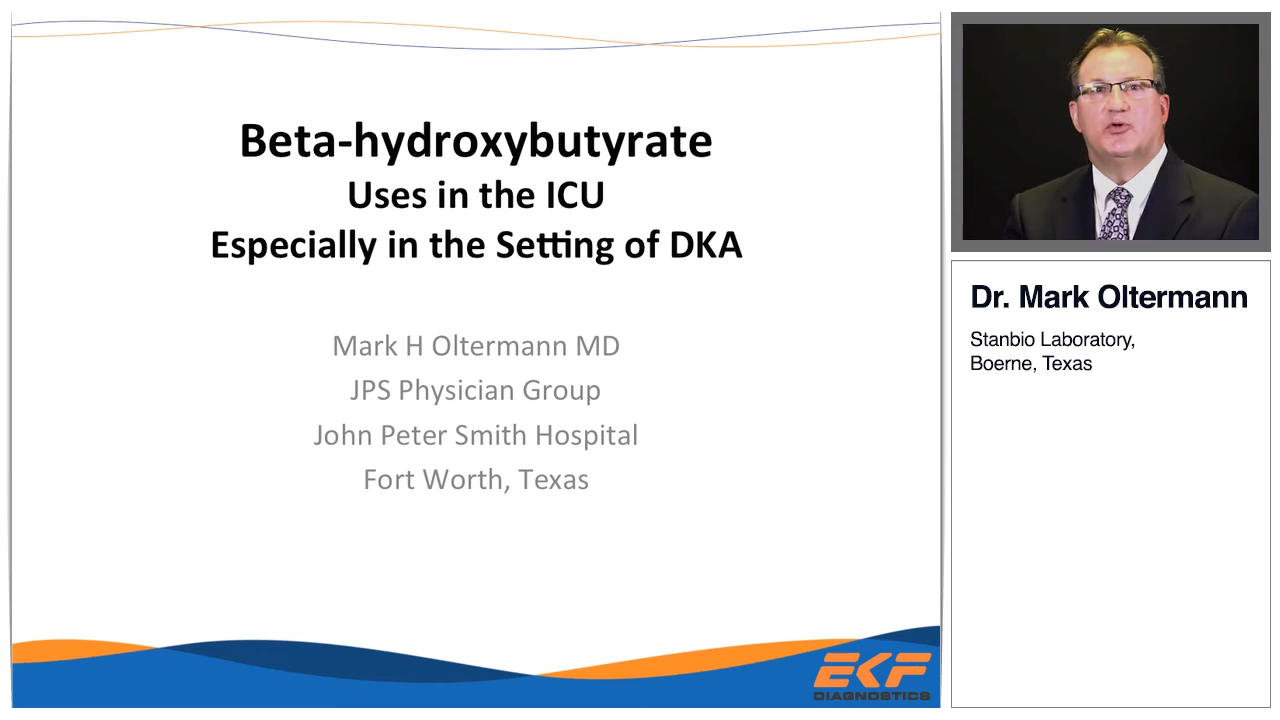 Beta-hydroxybutyrate
Uses in the ICU
Especially in the Setting of DKA
Mark H Oltermann MD
JPS Physician Group
John Peter Smith Hospital
Fort Worth, Texas
EKF
DIAGNOSTICS
Dr. Mark Oltermann
Stanbio Laboratory,
Boerne, Texas